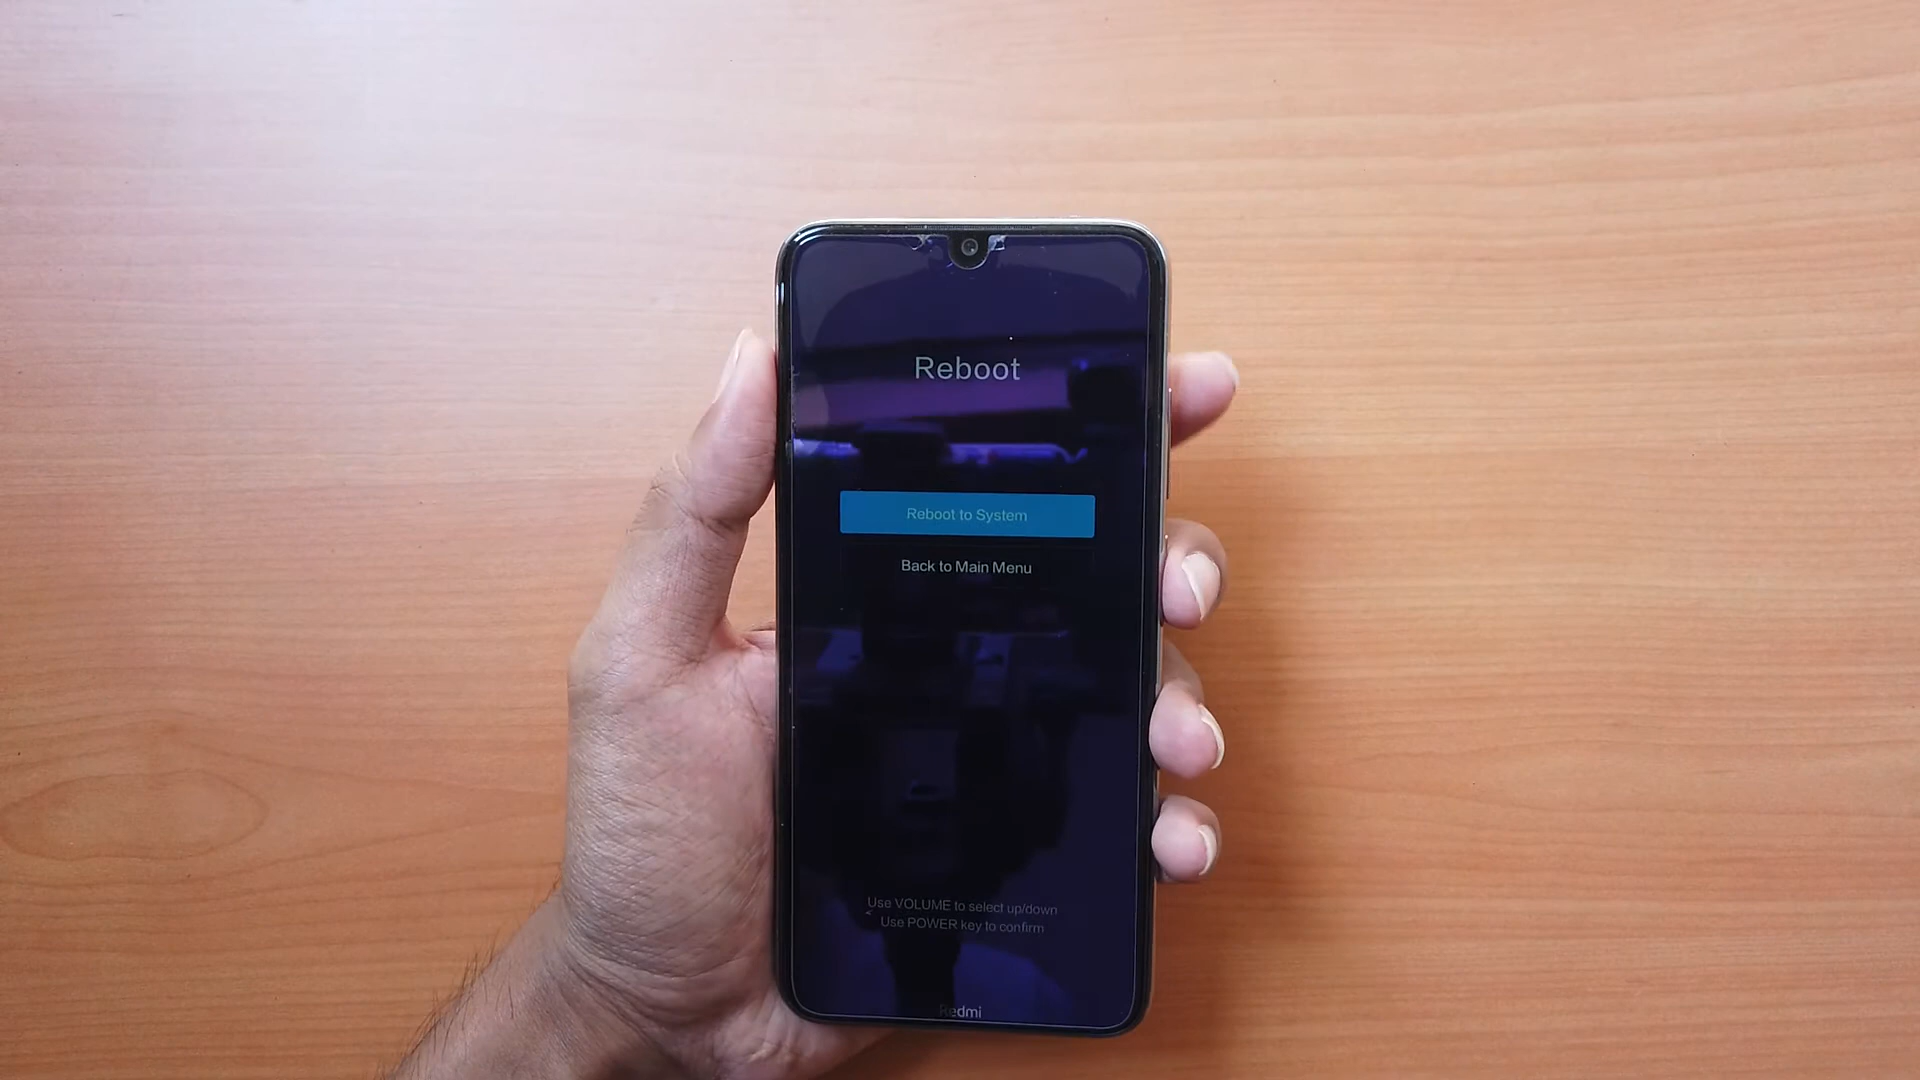 Reboot
Reboot to System
Back to Main Menu
Use VOLUME to select up/down
Use POWER key to confirm
Redmi